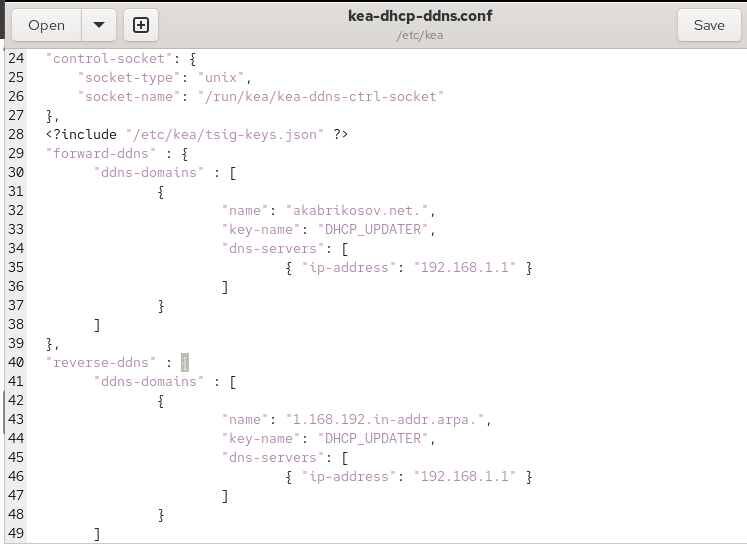 Open
kea-dhcp-ddns.conf
/etc/kea
Save
24 "control-socket": {
25 "socket-type": "unix",
26 "socket-name": "/run/kea/kea-ddns-ctrl-socket"
27 },
28 <?include "/etc/kea/tsig-keys.json" ?>
29 "forward-ddns" : {
30 "ddns-domains" : [
31 {
32 "name": "akabrikosov.net.",
33 "key-name": "DHCP_UPDATER",
34 "dns-servers": [
35 { "ip-address": "192.168.1.1" }
36 ]
37 }
38 ]
39 },
40 "reverse-ddns" : {
41 "ddns-domains" : [
42 {
43 "name": "1.168.192.in-addr.arpa.",
44 "key-name": "DHCP_UPDATER",
45 "dns-servers": [
46 { "ip-address": "192.168.1.1" }
47 ]
48 }
49 ]